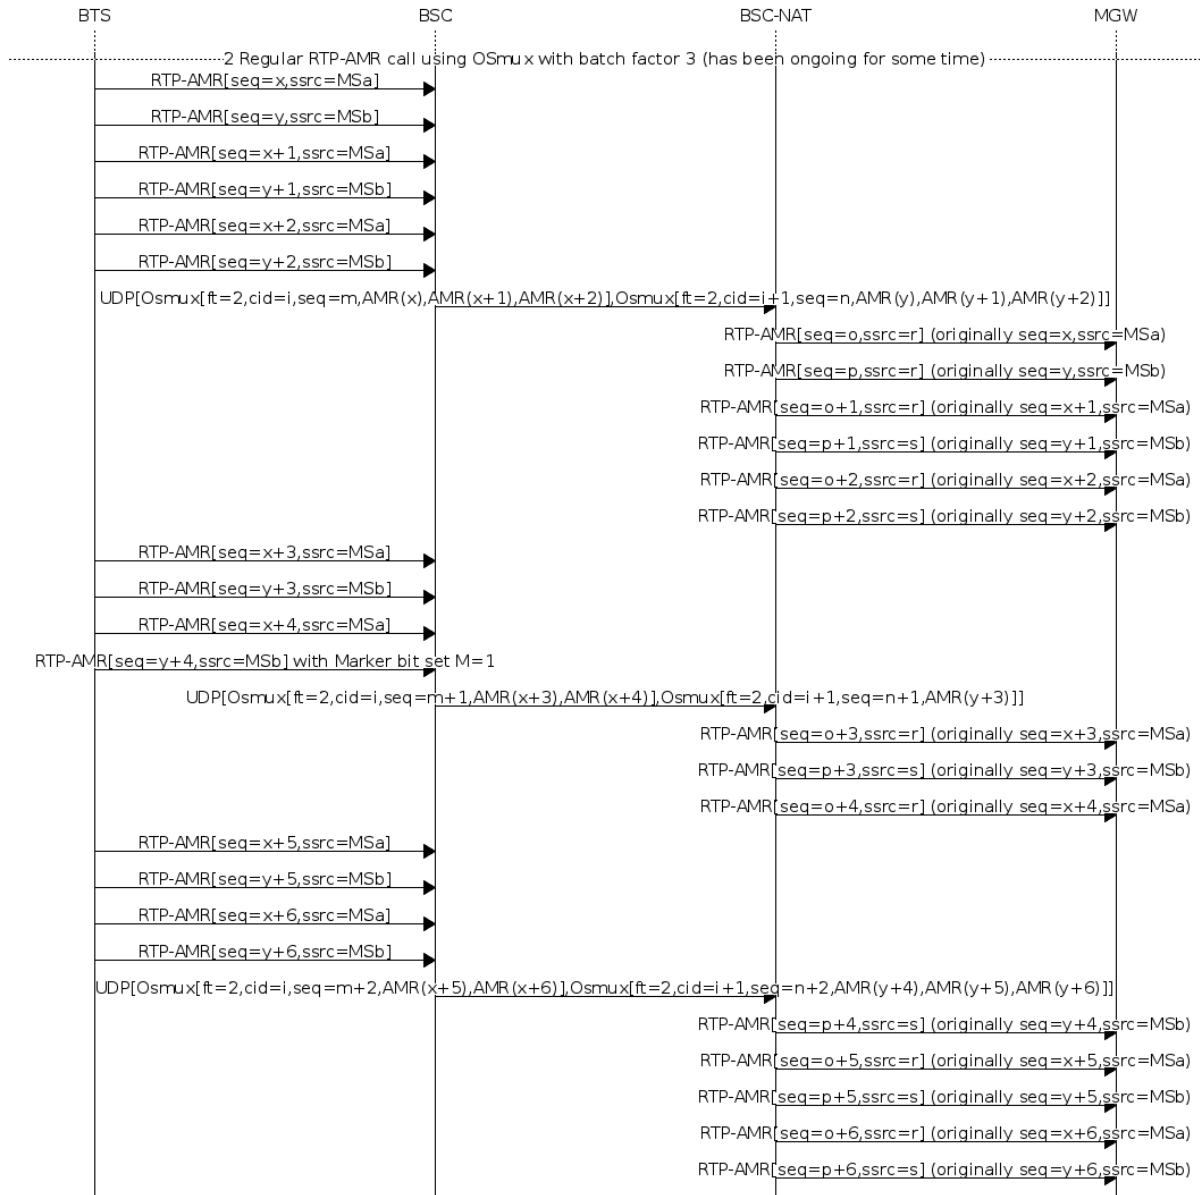 BTS BSC BSC-NAT MGW
2 Regular RTP-AMR call using OSmux with batch factor 3 (has been ongoing for some time)
RTP-AMR[seq=x,ssrc=MSa]
RTP-AMR[seq=y,ssrc=MSb]
RTP-AMR[seq=x+1,ssrc=MSa]
RTP-AMR[seq=y+1,ssrc=MSb]
RTP-AMR[seq=x+2,ssrc=MSa]
RTP-AMR[seq=y+2,ssrc=MSb]
UDP[Osmux[ft=2,cid=i,seq=m,AMR(x),AMR(x+1),AMR(x+2)],Osmux[ft=2,cid=i+1,seq=n,AMR(y),AMR(y+1),AMR(y+2)]]
RTP-AMR[seq=o,ssrc=r] (originally seq=x,ssrc=MSa)
RTP-AMR[seq=p,ssrc=r] (originally seq=y,ssrc=MSb)
RTP-AMR[seq=o+1,ssrc=r] (originally seq=x+1,ssrc=MSa)
RTP-AMR[seq=p+1,ssrc=s] (originally seq=y+1,ssrc=MSb)
RTP-AMR[seq=o+2,ssrc=r] (originally seq=x+2,ssrc=MSa)
RTP-AMR[seq=p+2,ssrc=s] (originally seq=y+2,ssrc=MSb)
RTP-AMR[seq=x+3,ssrc=MSa]
RTP-AMR[seq=y+3,ssrc=MSb]
RTP-AMR[seq=x+4,ssrc=MSa]
RTP-AMR[seq=y+4,ssrc=MSb] with Marker bit set M=1
UDP[Osmux[ft=2,cid=i,seq=m+1,AMR(x+3),AMR(x+4)],Osmux[ft=2,cid=i+1,seq=n+1,AMR(y+3)]]
RTP-AMR[seq=o+3,ssrc=r] (originally seq=x+3,ssrc=MSa)
RTP-AMR[seq=p+3,ssrc=s] (originally seq=y+3,ssrc=MSb)
RTP-AMR[seq=o+4,ssrc=r] (originally seq=x+4,ssrc=MSa)
RTP-AMR[seq=x+5,ssrc=MSa]
RTP-AMR[seq=y+5,ssrc=MSb]
RTP-AMR[seq=x+6,ssrc=MSa]
RTP-AMR[seq=y+6,ssrc=MSb]
UDP[Osmux[ft=2,cid=i,seq=m+2,AMR(x+5),AMR(x+6)],Osmux[ft=2,cid=i+1,seq=n+2,AMR(y+4),AMR(y+5),AMR(y+6)]]
RTP-AMR[seq=p+4,ssrc=s] (originally seq=y+4,ssrc=MSb)
RTP-AMR[seq=o+5,ssrc=r] (originally seq=x+5,ssrc=MSa)
RTP-AMR[seq=p+5,ssrc=s] (originally seq=y+5,ssrc=MSb)
RTP-AMR[seq=o+6,ssrc=r] (originally seq=x+6,ssrc=MSa)
RTP-AMR[seq=p+6,ssrc=s] (originally seq=y+6,ssrc=MSb)